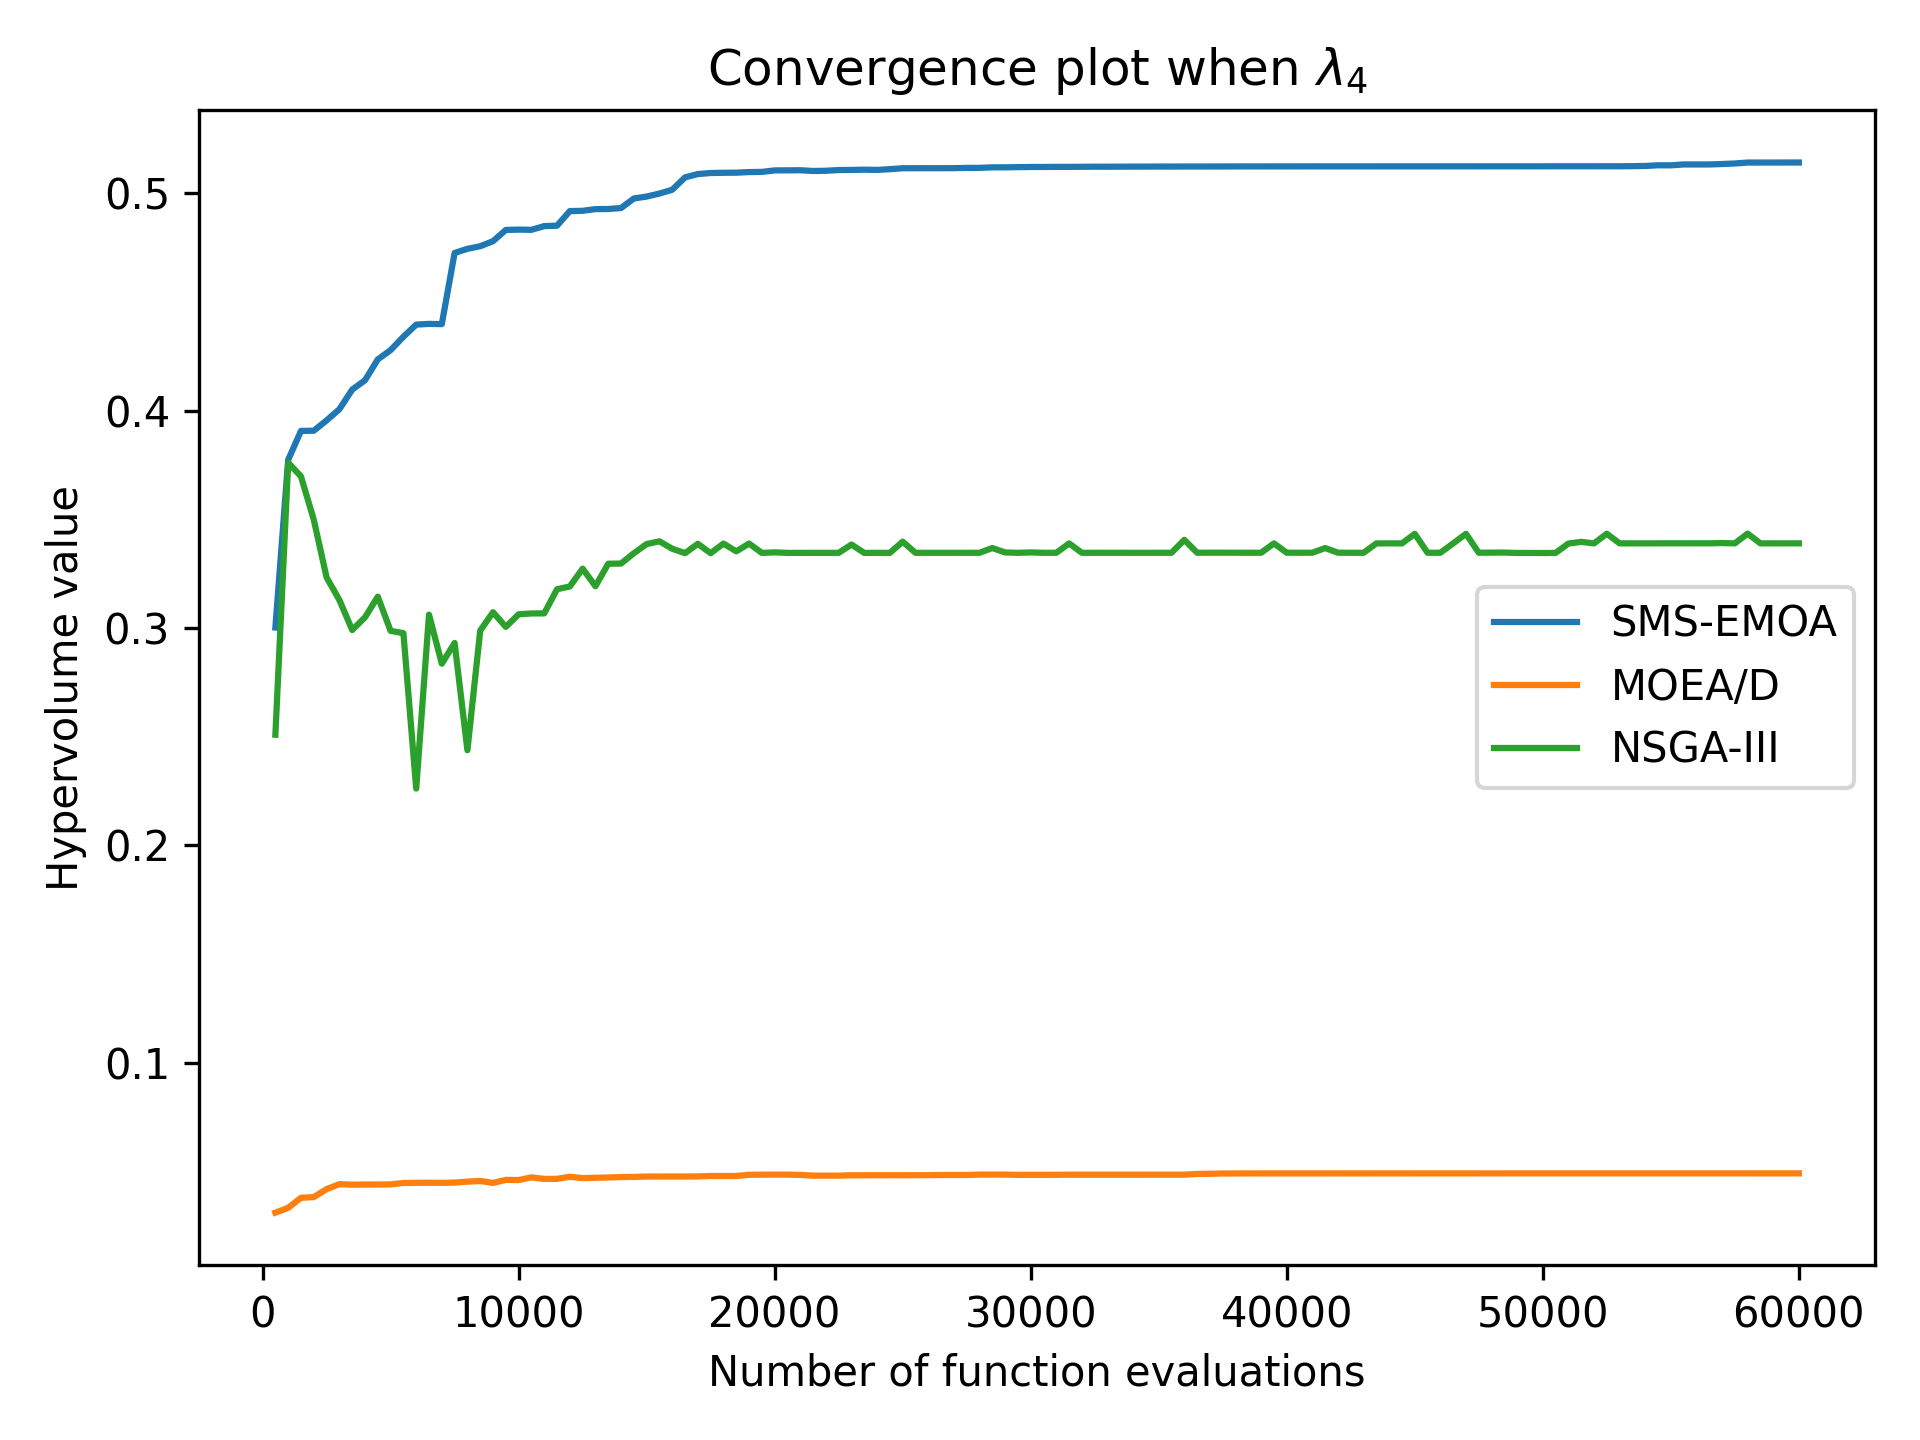 Convergence plot when λ₄
Hypervolume value
0.5
0.4
0.3
0.2
0.1
SMS-EMOA
MOEA/D
NSGA-III
0 10000 20000 30000 40000 50000 60000
Number of function evaluations